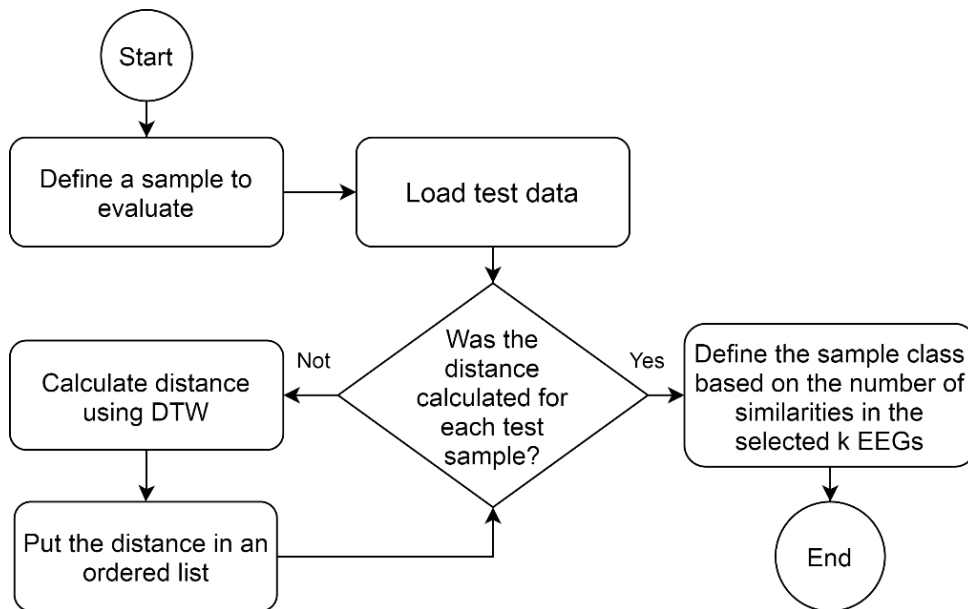 Start
Define a sample to
evaluate
Load test data
Was the
distance
calculated for
each test
sample?
Not
Yes
Calculate distance
using DTW
Put the distance in an
ordered list
Define the sample class
based on the number of
similarities in the
selected k EEGs
End